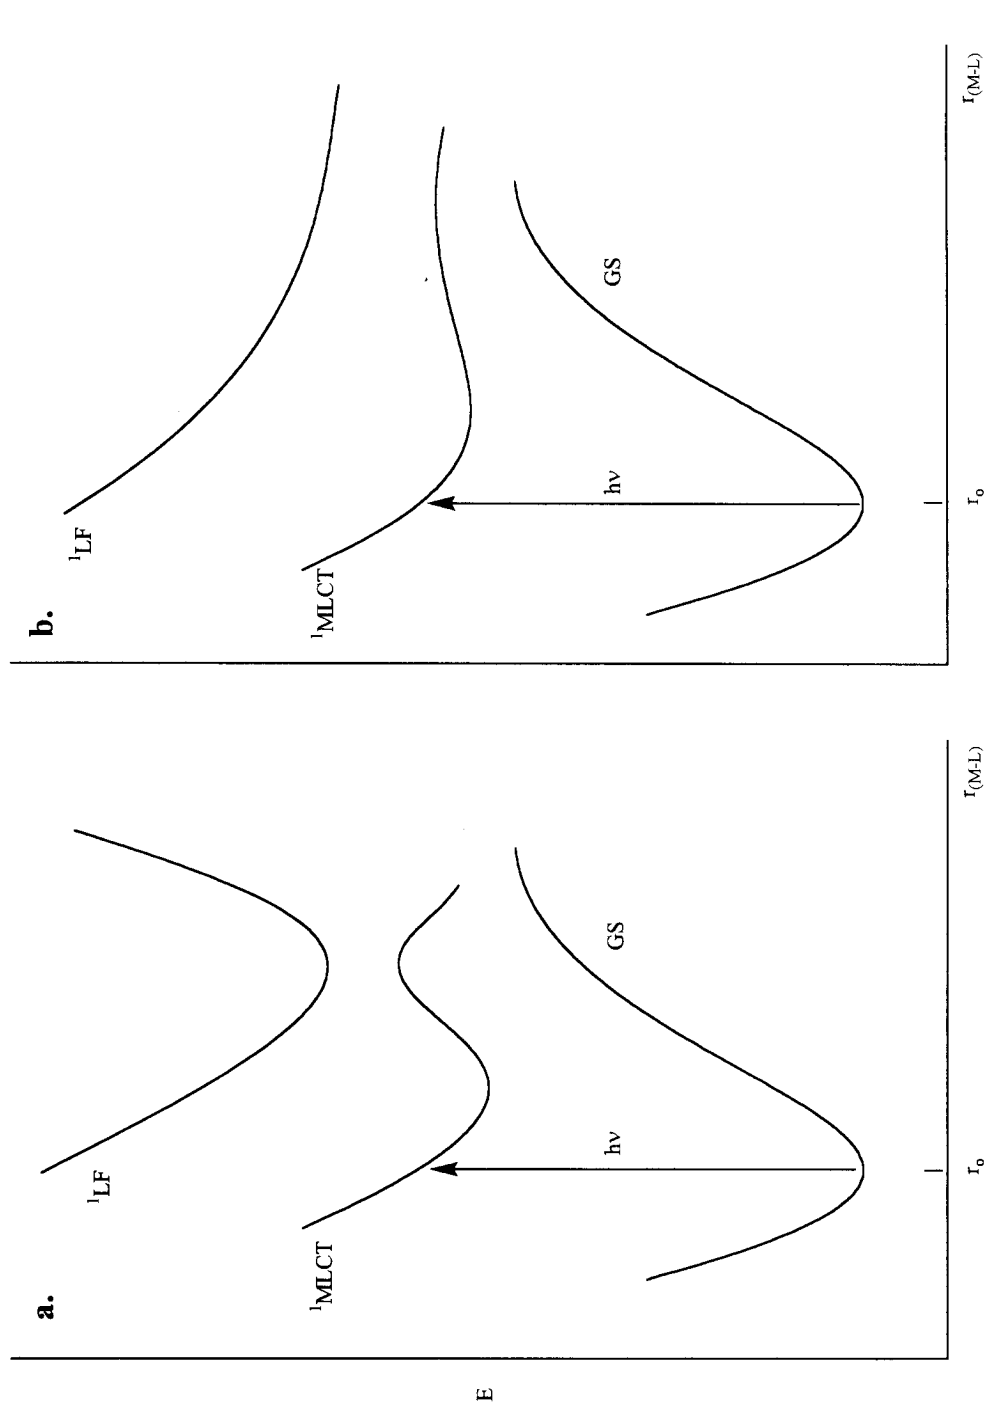 a.
¹LF
¹MLCT
GS
hν
E
r₀
r(M-L)
b.
¹LF
¹MLCT
GS
hν
r₀
r(M-L)